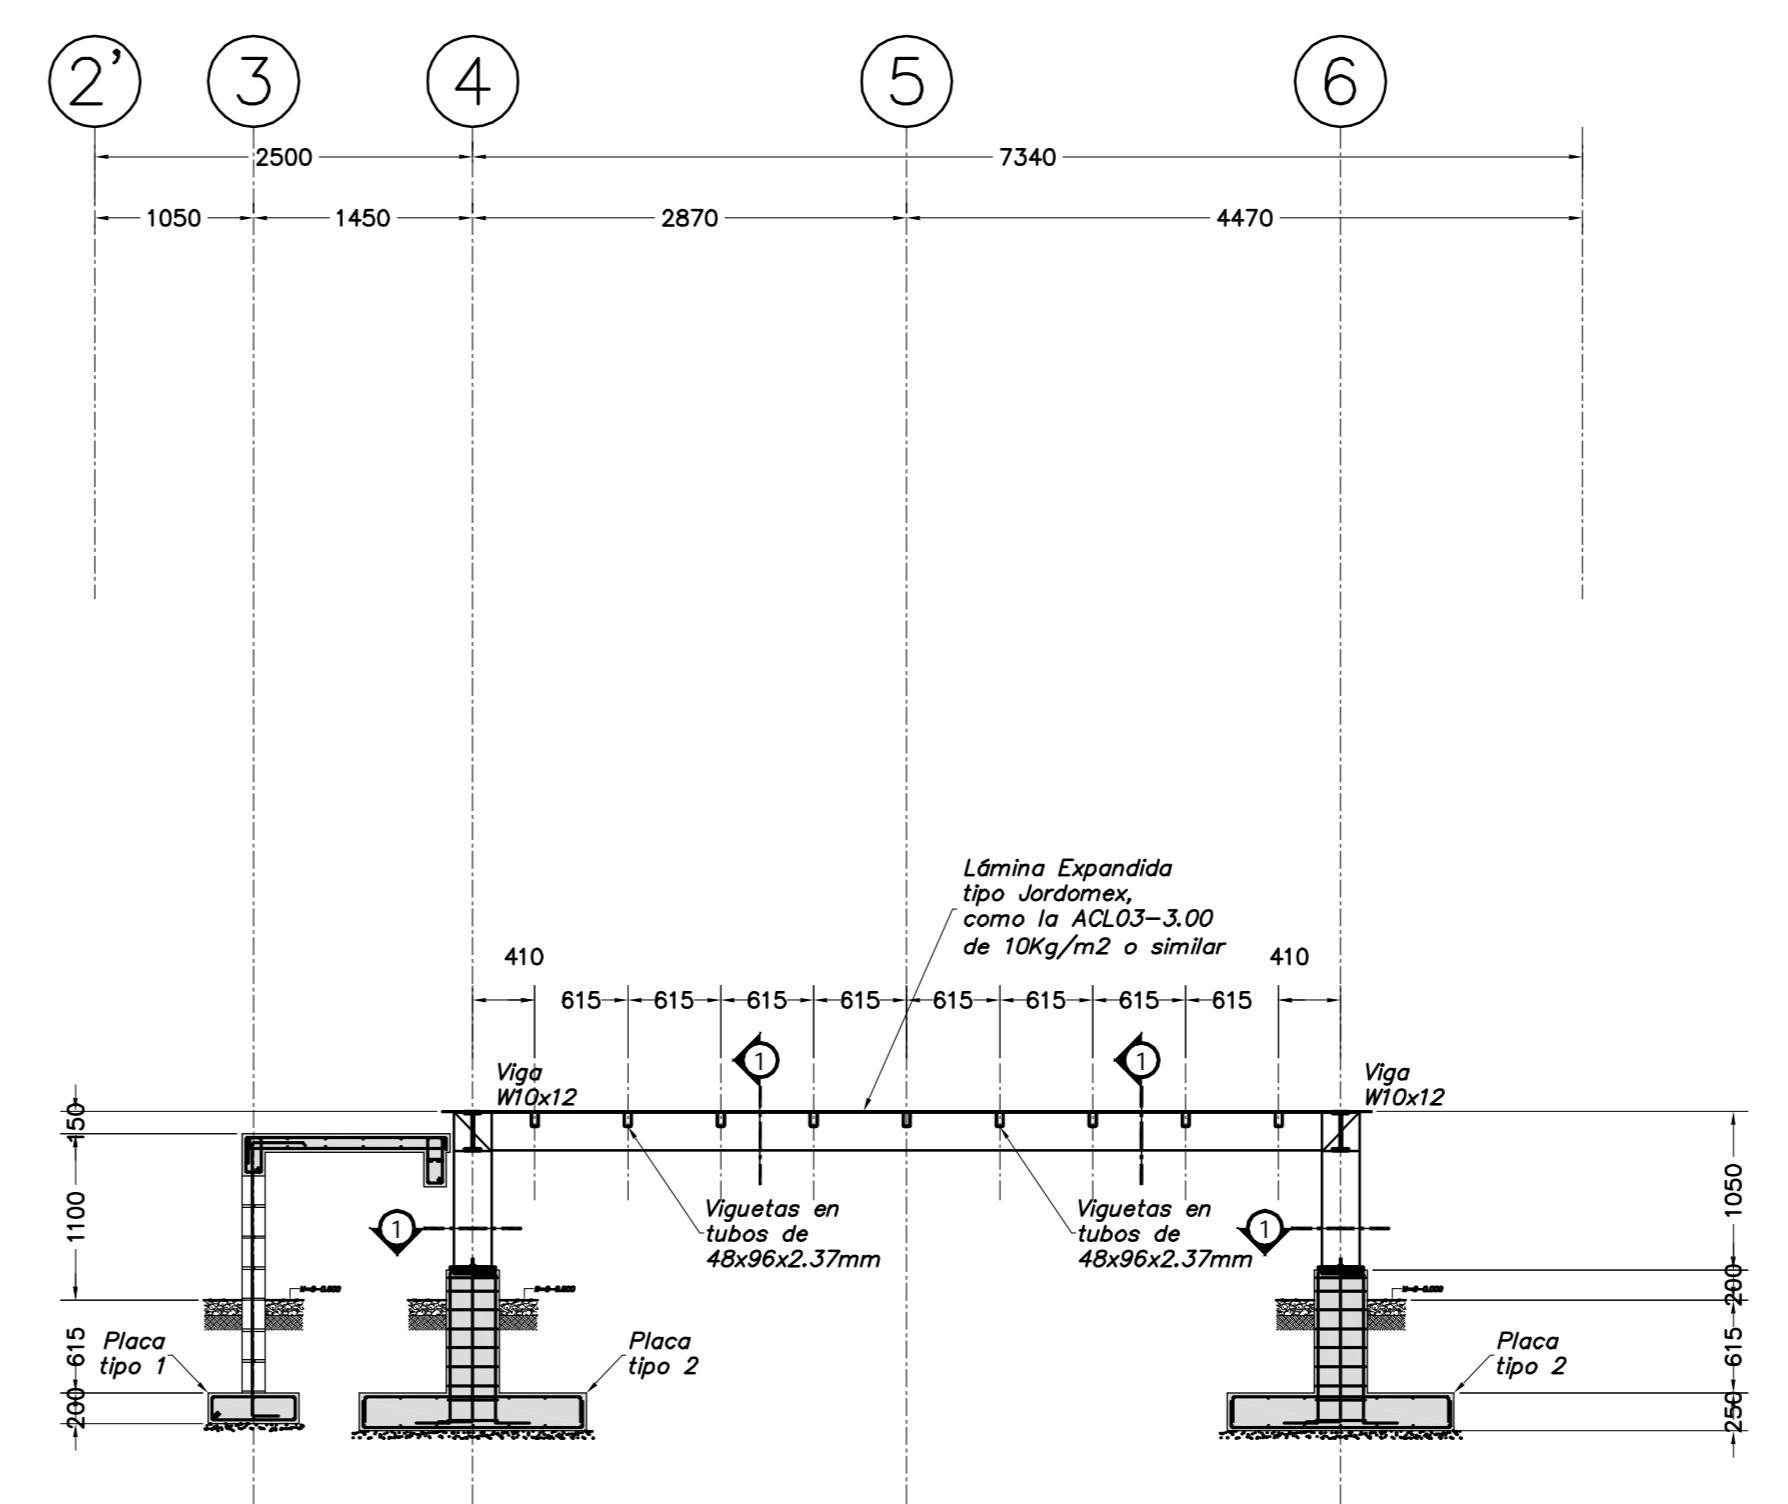 2' 3 4 5 6
2500 7340
1050 1450 2870 4470
Lámina Expandida
tipo Jordomex,
como la ACL03-3.00
de 10Kg/m2 o similar
410 410
615 615 615 615 615 615 615 615
1 1
Viga
W10x12
Viga
W10x12
150
1100
615
200
1050
200
615
250
Viguetas en
tubos de
48x96x2.37mm
Viguetas en
tubos de
48x96x2.37mm
1 1
Placa
tipo 1
Placa
tipo 2
Placa
tipo 2